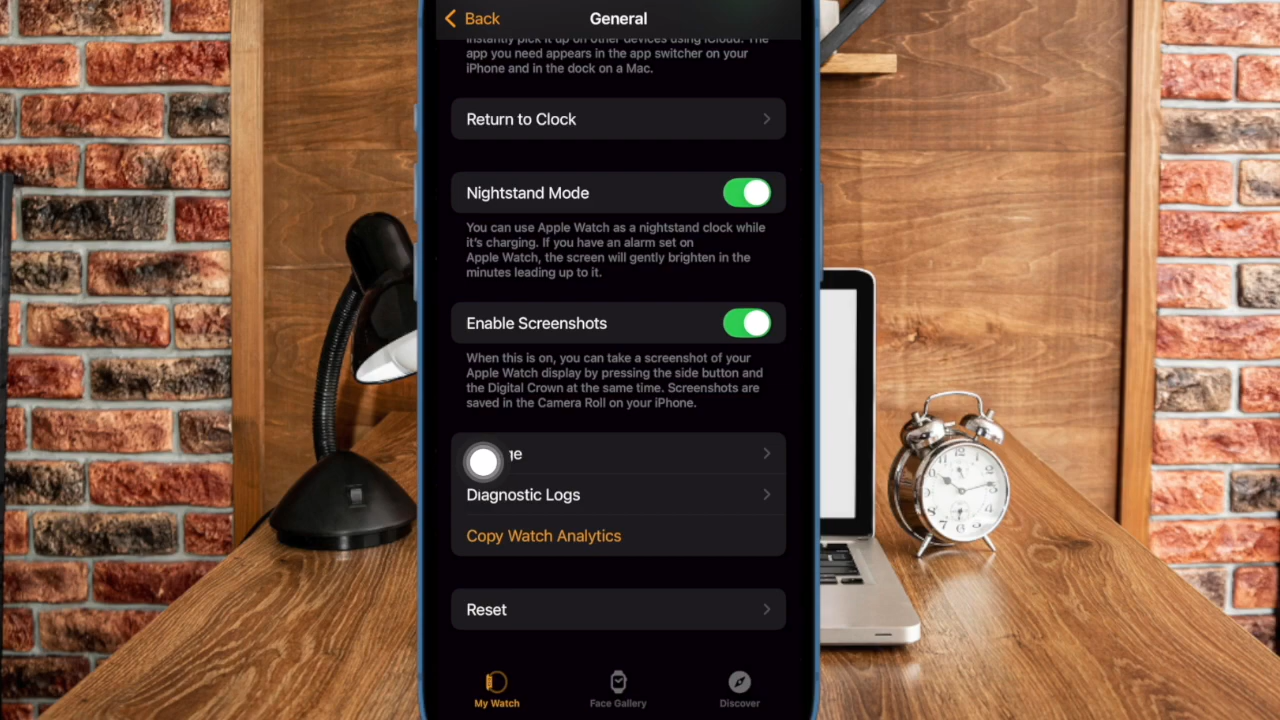 Back
General
instantly pick it up on other devices using iCloud. The
app you need appears in the app switcher on your
iPhone and in the dock on a Mac.
Return to Clock
Nightstand Mode
You can use Apple Watch as a nightstand clock while
it's charging. If you have an alarm set on
Apple Watch, the screen will gently brighten in the
minutes leading up to it.
Enable Screenshots
When this is on, you can take a screenshot of your
Apple Watch display by pressing the side button and
the Digital Crown at the same time. Screenshots are
saved in the Camera Roll on your iPhone.
Diagnostic Logs
Copy Watch Analytics
Reset
My Watch
Face Gallery
Discover